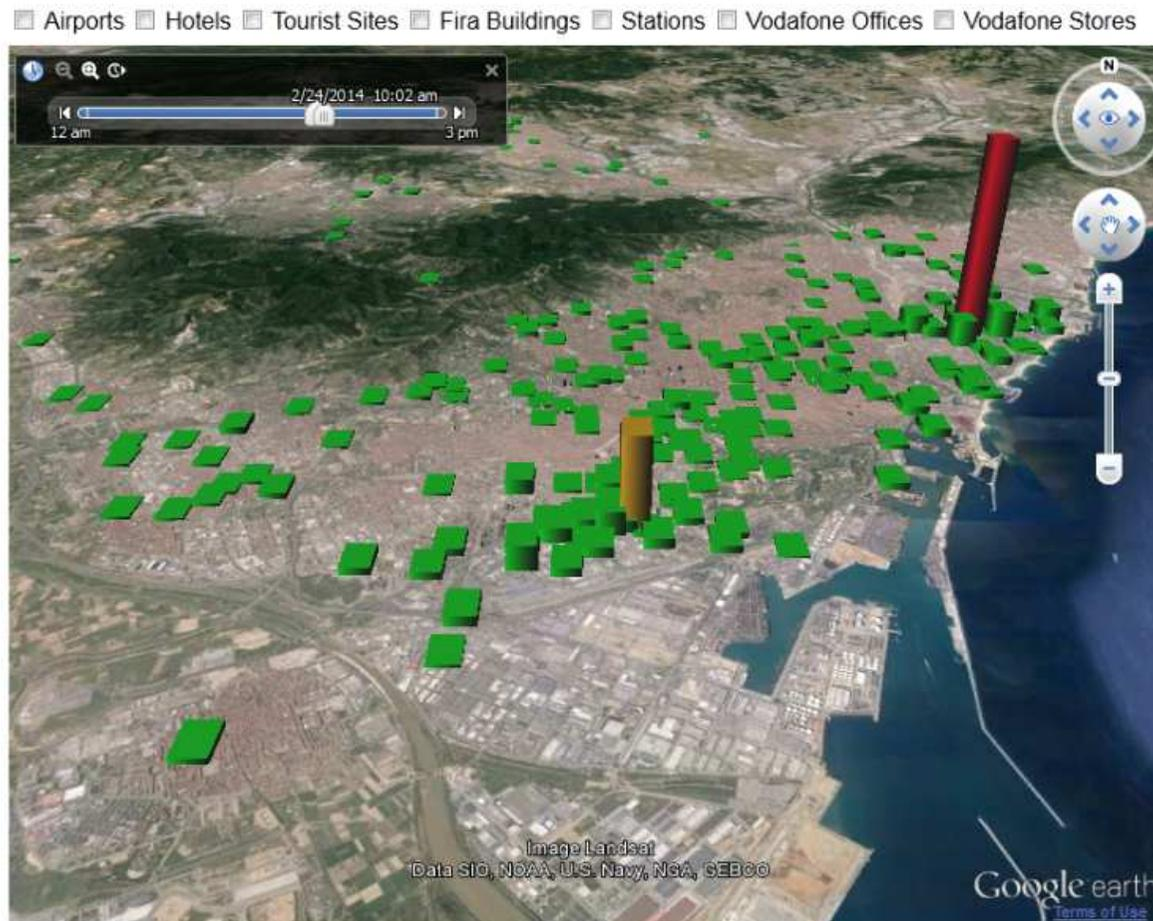 Airports Hotels Tourist Sites Fira Buildings Stations Vodafone Offices Vodafone Stores
2/24/2014 10:02 am
12 am 3 pm
N
Image Landsat
Data SIO, NOAA, U.S. Navy, NGA, GEBCO
Google earth
Terms of Use